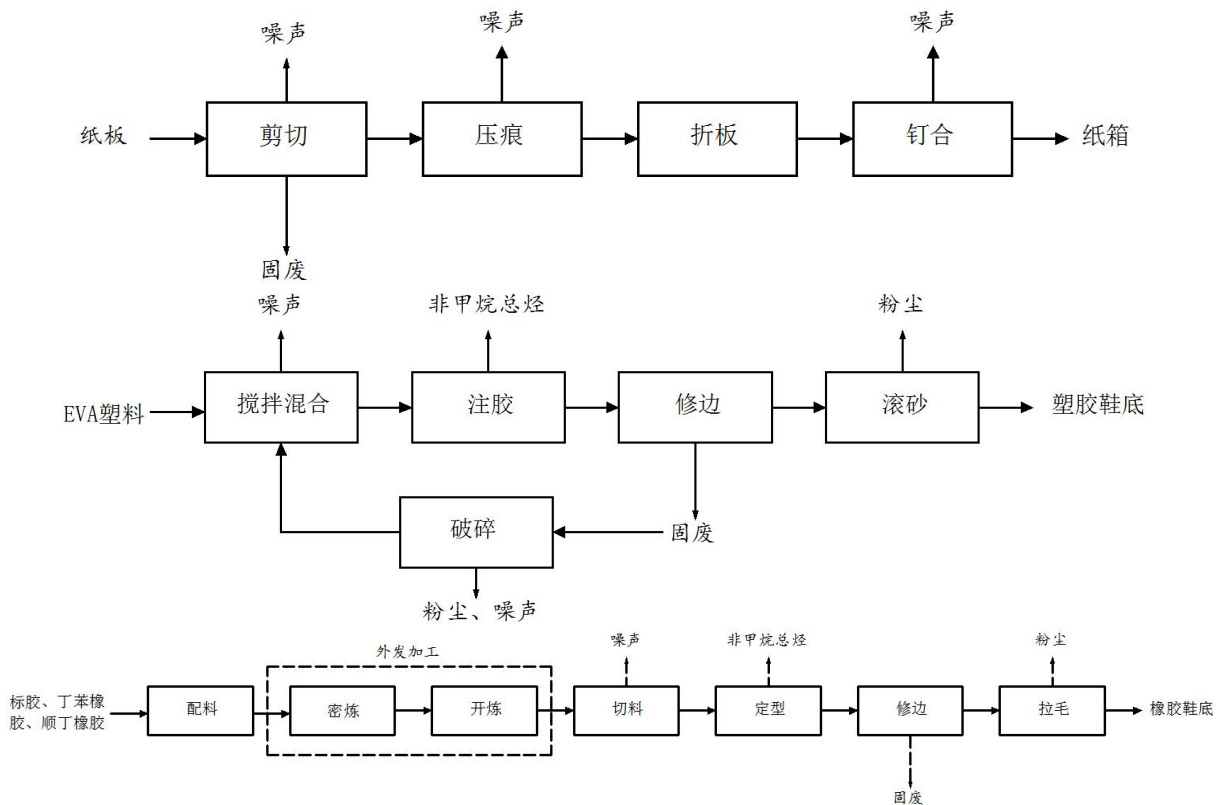 噪声
噪声
噪声
纸板
剪切
压痕
折板
钉合
纸箱
固废
噪声
非甲烷总烃
粉尘
EVA塑料
搅拌混合
注胶
修边
滚砂
塑胶鞋底
破碎
固废
粉尘、噪声
外发加工
噪声
非甲烷总烃
粉尘
标胶、丁苯橡
胶、顺丁橡胶
配料
密炼
开炼
切料
定型
修边
拉毛
橡胶鞋底
固废